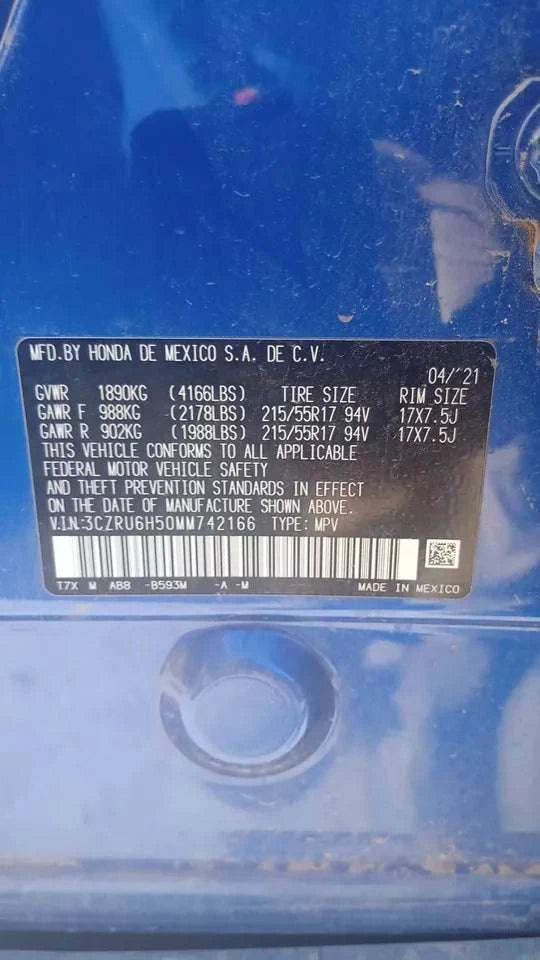 MFD.BY HONDA DE MEXICO S.A. DE C.V.
04/'21
GVWR 1890KG (4166LBS) TIRE SIZE RIM SIZE
GAWR F 988KG (2178LBS) 215/55R17 94V 17X7.5J
GAWR R 902KG (1988LBS) 215/55R17 94V 17X7.5J
THIS VEHICLE CONFORMS TO ALL APPLICABLE
FEDERAL MOTOR VEHICLE SAFETY
AND THEFT PREVENTION STANDARDS IN EFFECT
ON THE DATE OF MANUFACTURE SHOWN ABOVE.
V.I.N:3CZRU6H50MM742166 TYPE: MPV
T7X M AB8 -B593M -A -M MADE IN MEXICO